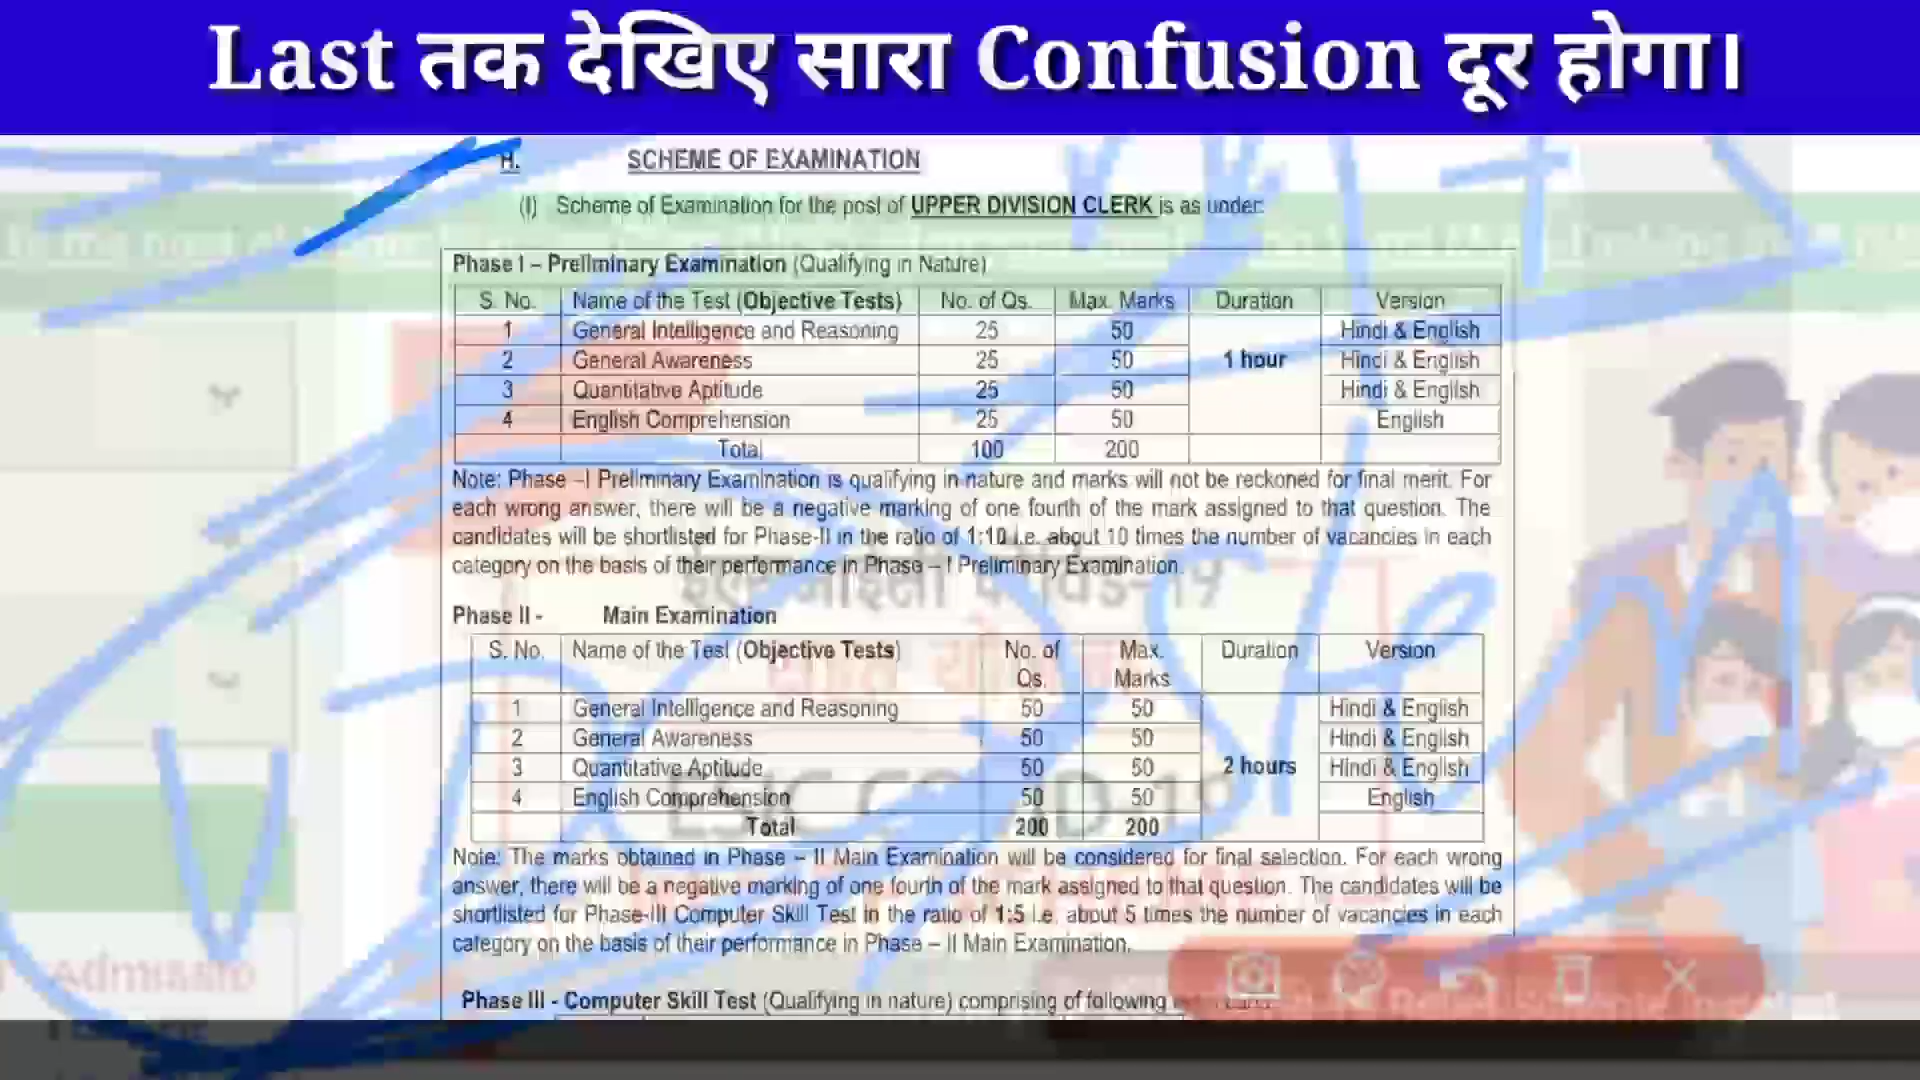 Last तक देखिए सारा Confusion दूर होगा।
H. SCHEME OF EXAMINATION
(I) Scheme of Examination for the post of UPPER DIVISION CLERK is as under:
Phase I – Preliminary Examination (Qualifying in Nature)
S. No. Name of the Test (Objective Tests) No. of Qs. Max. Marks Duration Version
1 General Intelligence and Reasoning 25 50 Hindi & English
2 General Awareness 25 50 1 hour Hindi & English
3 Quantitative Aptitude 25 50 Hindi & English
4 English Comprehension 25 50 English
Total 100 200
Note: Phase –I Preliminary Examination is qualifying in nature and marks will not be reckoned for final merit. For
each wrong answer, there will be a negative marking of one fourth of the mark assigned to that question. The
candidates will be shortlisted for Phase-II in the ratio of 1:10 i.e. about 10 times the number of vacancies in each
category on the basis of their performance in Phase – I Preliminary Examination.
Phase II - Main Examination
S. No. Name of the Test (Objective Tests) No. of Max. Duration Version
Qs. Marks
1 General Intelligence and Reasoning 50 50 Hindi & English
2 General Awareness 50 50 Hindi & English
3 Quantitative Aptitude 50 50 2 hours Hindi & English
4 English Comprehension 50 50 English
Total 200 200
Note: The marks obtained in Phase – II Main Examination will be considered for final selection. For each wrong
answer, there will be a negative marking of one fourth of the mark assigned to that question. The candidates will be
shortlisted for Phase-III Computer Skill Test in the ratio of 1:5 i.e. about 5 times the number of vacancies in each
category on the basis of their performance in Phase – II Main Examination.
Phase III - Computer Skill Test (Qualifying in nature) comprising of following